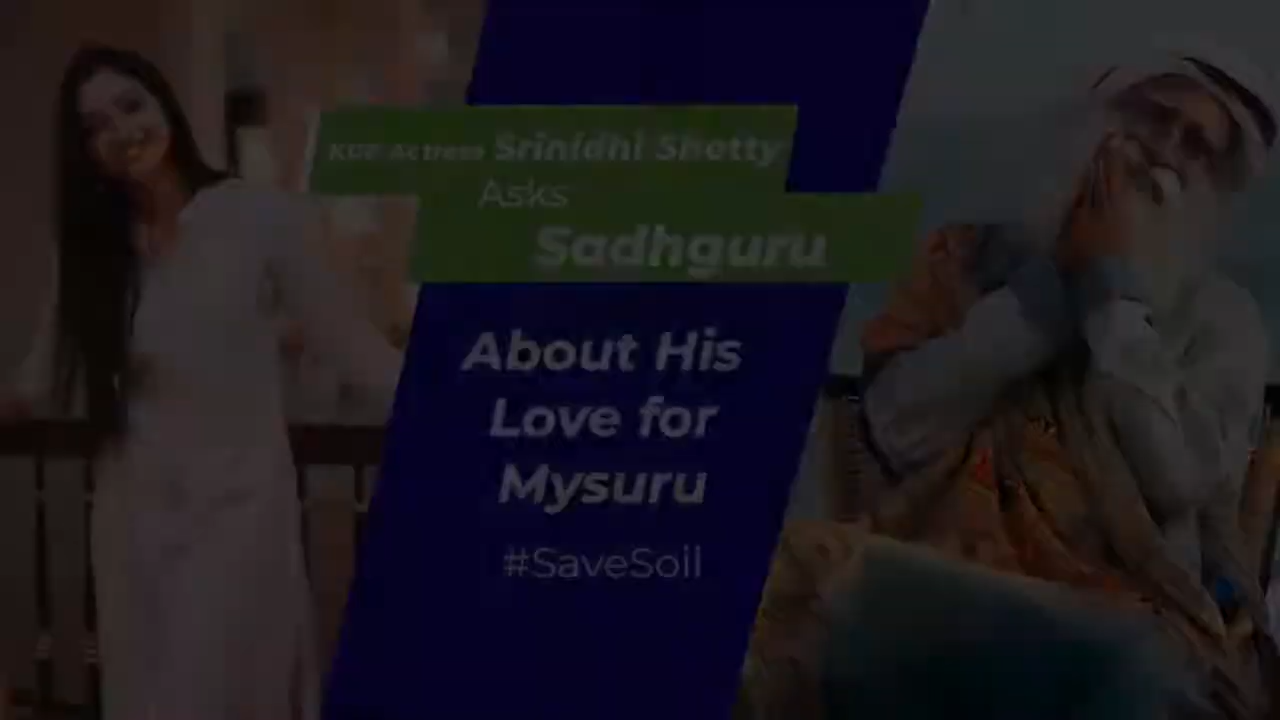 KGF Actress Srinidhi Shetty
Asks
Sadhguru
About His
Love for
Mysuru
#SaveSoil